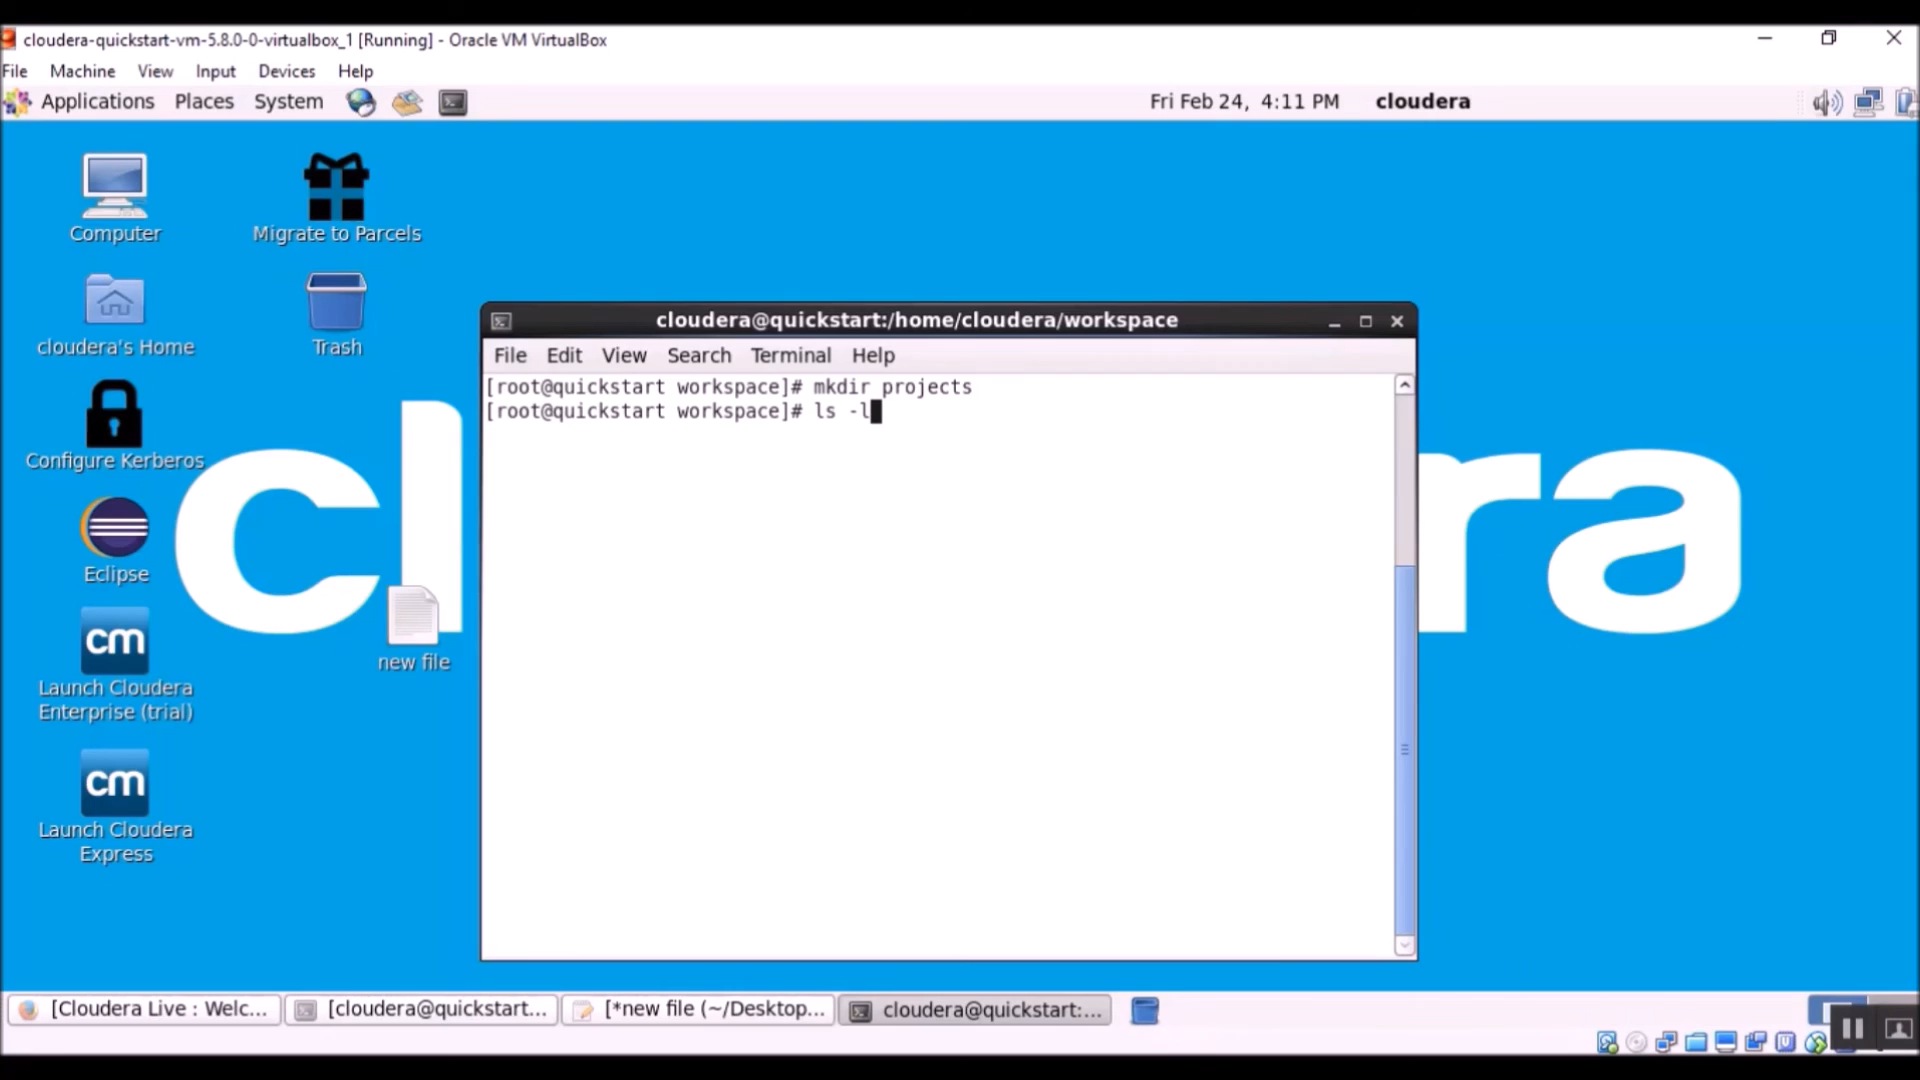 cloudera-quickstart-vm-5.8.0-0-virtualbox_1 [Running] - Oracle VM VirtualBox
File Machine View Input Devices Help
Applications Places System Fri Feb 24, 4:11 PM cloudera
Computer
Migrate to Parcels
cloudera's Home
Trash
Configure Kerberos
Eclipse
new file
cm
Launch Cloudera
Enterprise (trial)
cm
Launch Cloudera
Express
cl
ra
cloudera@quickstart:/home/cloudera/workspace
File Edit View Search Terminal Help
[root@quickstart workspace]# mkdir projects
[root@quickstart workspace]# ls -l
[Cloudera Live : Welc... [cloudera@quickstart... [*new file (~/Desktop... cloudera@quickstart:...